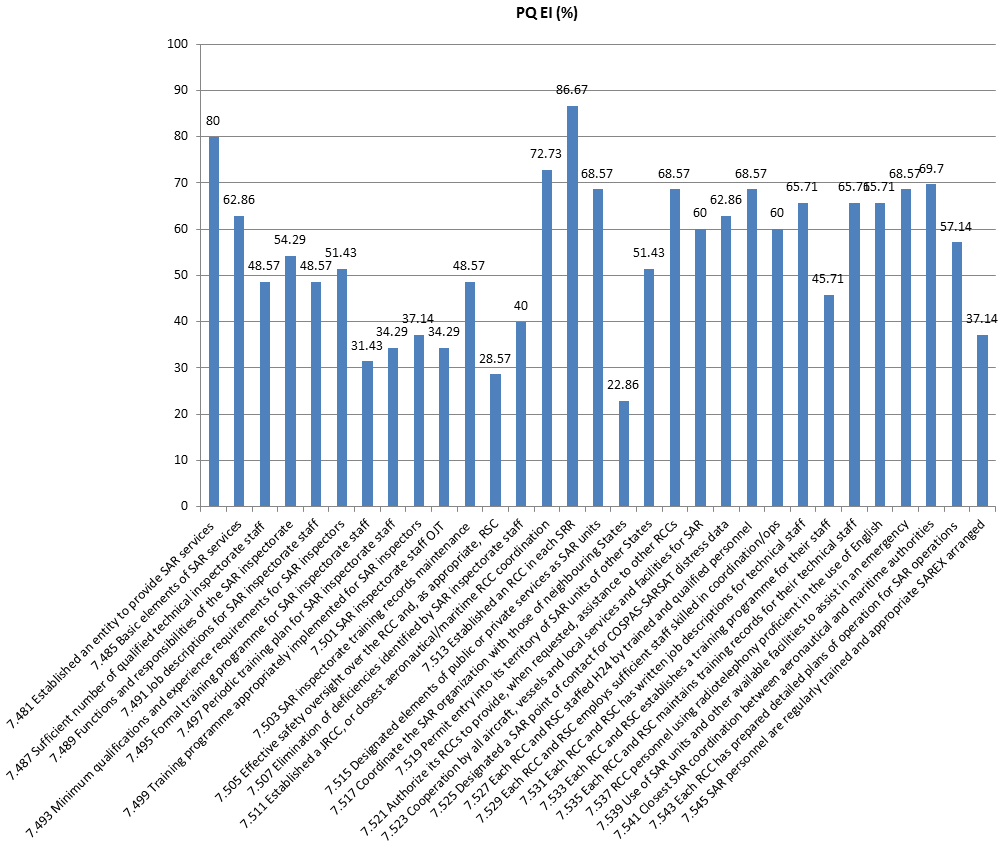 PQ EI (%)
100
90
80
70
60
50
40
30
20
10
0
80
62.86
48.57
54.29
48.57
51.43
31.43
34.29
37.14
34.29
48.57
28.57
40
72.73
86.67
68.57
22.86
51.43
68.57
60
62.86
68.57
60
65.71
45.71
65.71
65.71
68.57
69.7
57.14
37.14
7.481 Established an entity to provide SAR services
7.485 Basic elements of SAR services
7.487 Sufficient number of qualified technical inspectorate staff
7.489 Functions and responsibilities of the SAR inspectorate
7.491 Job descriptions for SAR inspectorate staff
7.493 Minimum qualifications and experience requirements for SAR inspectors
7.495 Formal training programme for SAR inspectorate staff
7.497 Periodic training plan for SAR inspectorate staff
7.499 Training programme appropriately implemented for SAR inspectors
7.501 SAR inspectorate staff OJT
7.503 SAR inspectorate training records maintenance
7.505 Effective safety oversight over the RCC and, as appropriate, RSC
7.507 Elimination of deficiencies identified by SAR inspectorate staff
7.511 Established a JRCC, or closest aeronautical/maritime RCC coordination
7.513 Established an RCC in each SRR
7.515 Designated elements of public or private services as SAR units
7.517 Coordinate the SAR organization with those of neighbouring States
7.519 Permit entry into its territory of SAR units of other States
7.521 Authorize its RCCs to provide, when requested, assistance to other RCCs
7.523 Cooperation by all aircraft, vessels and local services and facilities for SAR
7.525 Designated a SAR point of contact for COSPAS-SARSAT distress data
7.527 Each RCC and RSC staffed H24 by trained and qualified personnel
7.529 Each RCC and RSC employs sufficient staff skilled in coordination/ops
7.531 Each RCC and RSC has written job descriptions for technical staff
7.533 Each RCC and RSC establishes a training programme for their staff
7.535 Each RCC and RSC maintains training records for their technical staff
7.537 RCC personnel using radiotelephony proficient in the use of English
7.539 Use of SAR units and other available facilities to assist in an emergency
7.541 Closest SAR coordination between aeronautical and maritime authorities
7.543 Each RCC has prepared detailed plans of operation for SAR operations
7.545 SAR personnel are regularly trained and appropriate SAREX arranged